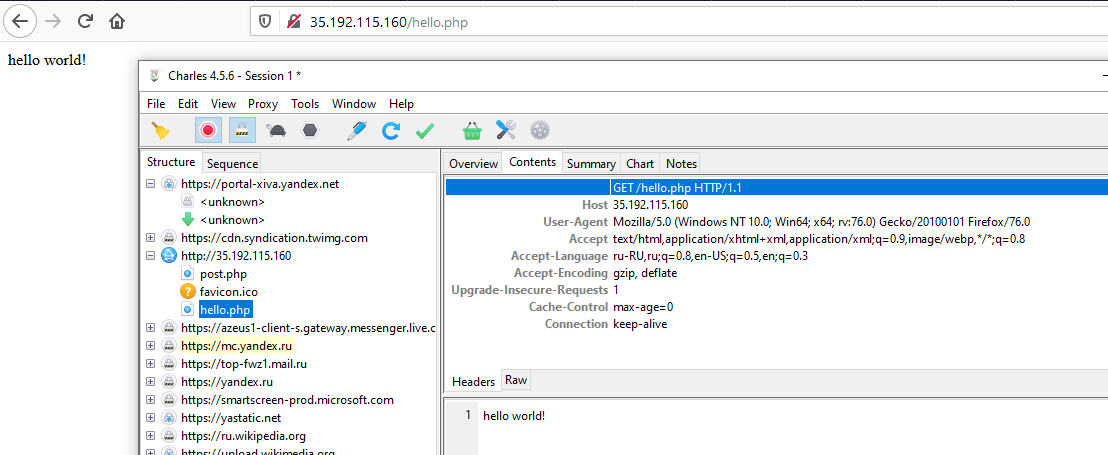 35.192.115.160/hello.php
hello world!
Charles 4.5.6 - Session 1 *
File Edit View Proxy Tools Window Help
Structure Sequence
https://portal-xiva.yandex.net
<unknown>
<unknown>
https://cdn.syndication.twimg.com
http://35.192.115.160
post.php
favicon.ico
hello.php
https://azeus1-client-s.gateway.messenger.live.c
https://mc.yandex.ru
https://top-fwz1.mail.ru
https://yandex.ru
https://smartscreen-prod.microsoft.com
https://yastatic.net
https://ru.wikipedia.org
https://upload.wikimedia.org
Overview Contents Summary Chart Notes
GET /hello.php HTTP/1.1
Host 35.192.115.160
User-Agent Mozilla/5.0 (Windows NT 10.0; Win64; x64; rv:76.0) Gecko/20100101 Firefox/76.0
Accept text/html,application/xhtml+xml,application/xml;q=0.9,image/webp,*/*;q=0.8
Accept-Language ru-RU,ru;q=0.8,en-US;q=0.5,en;q=0.3
Accept-Encoding gzip, deflate
Upgrade-Insecure-Requests 1
Cache-Control max-age=0
Connection keep-alive
Headers Raw
1 hello world!